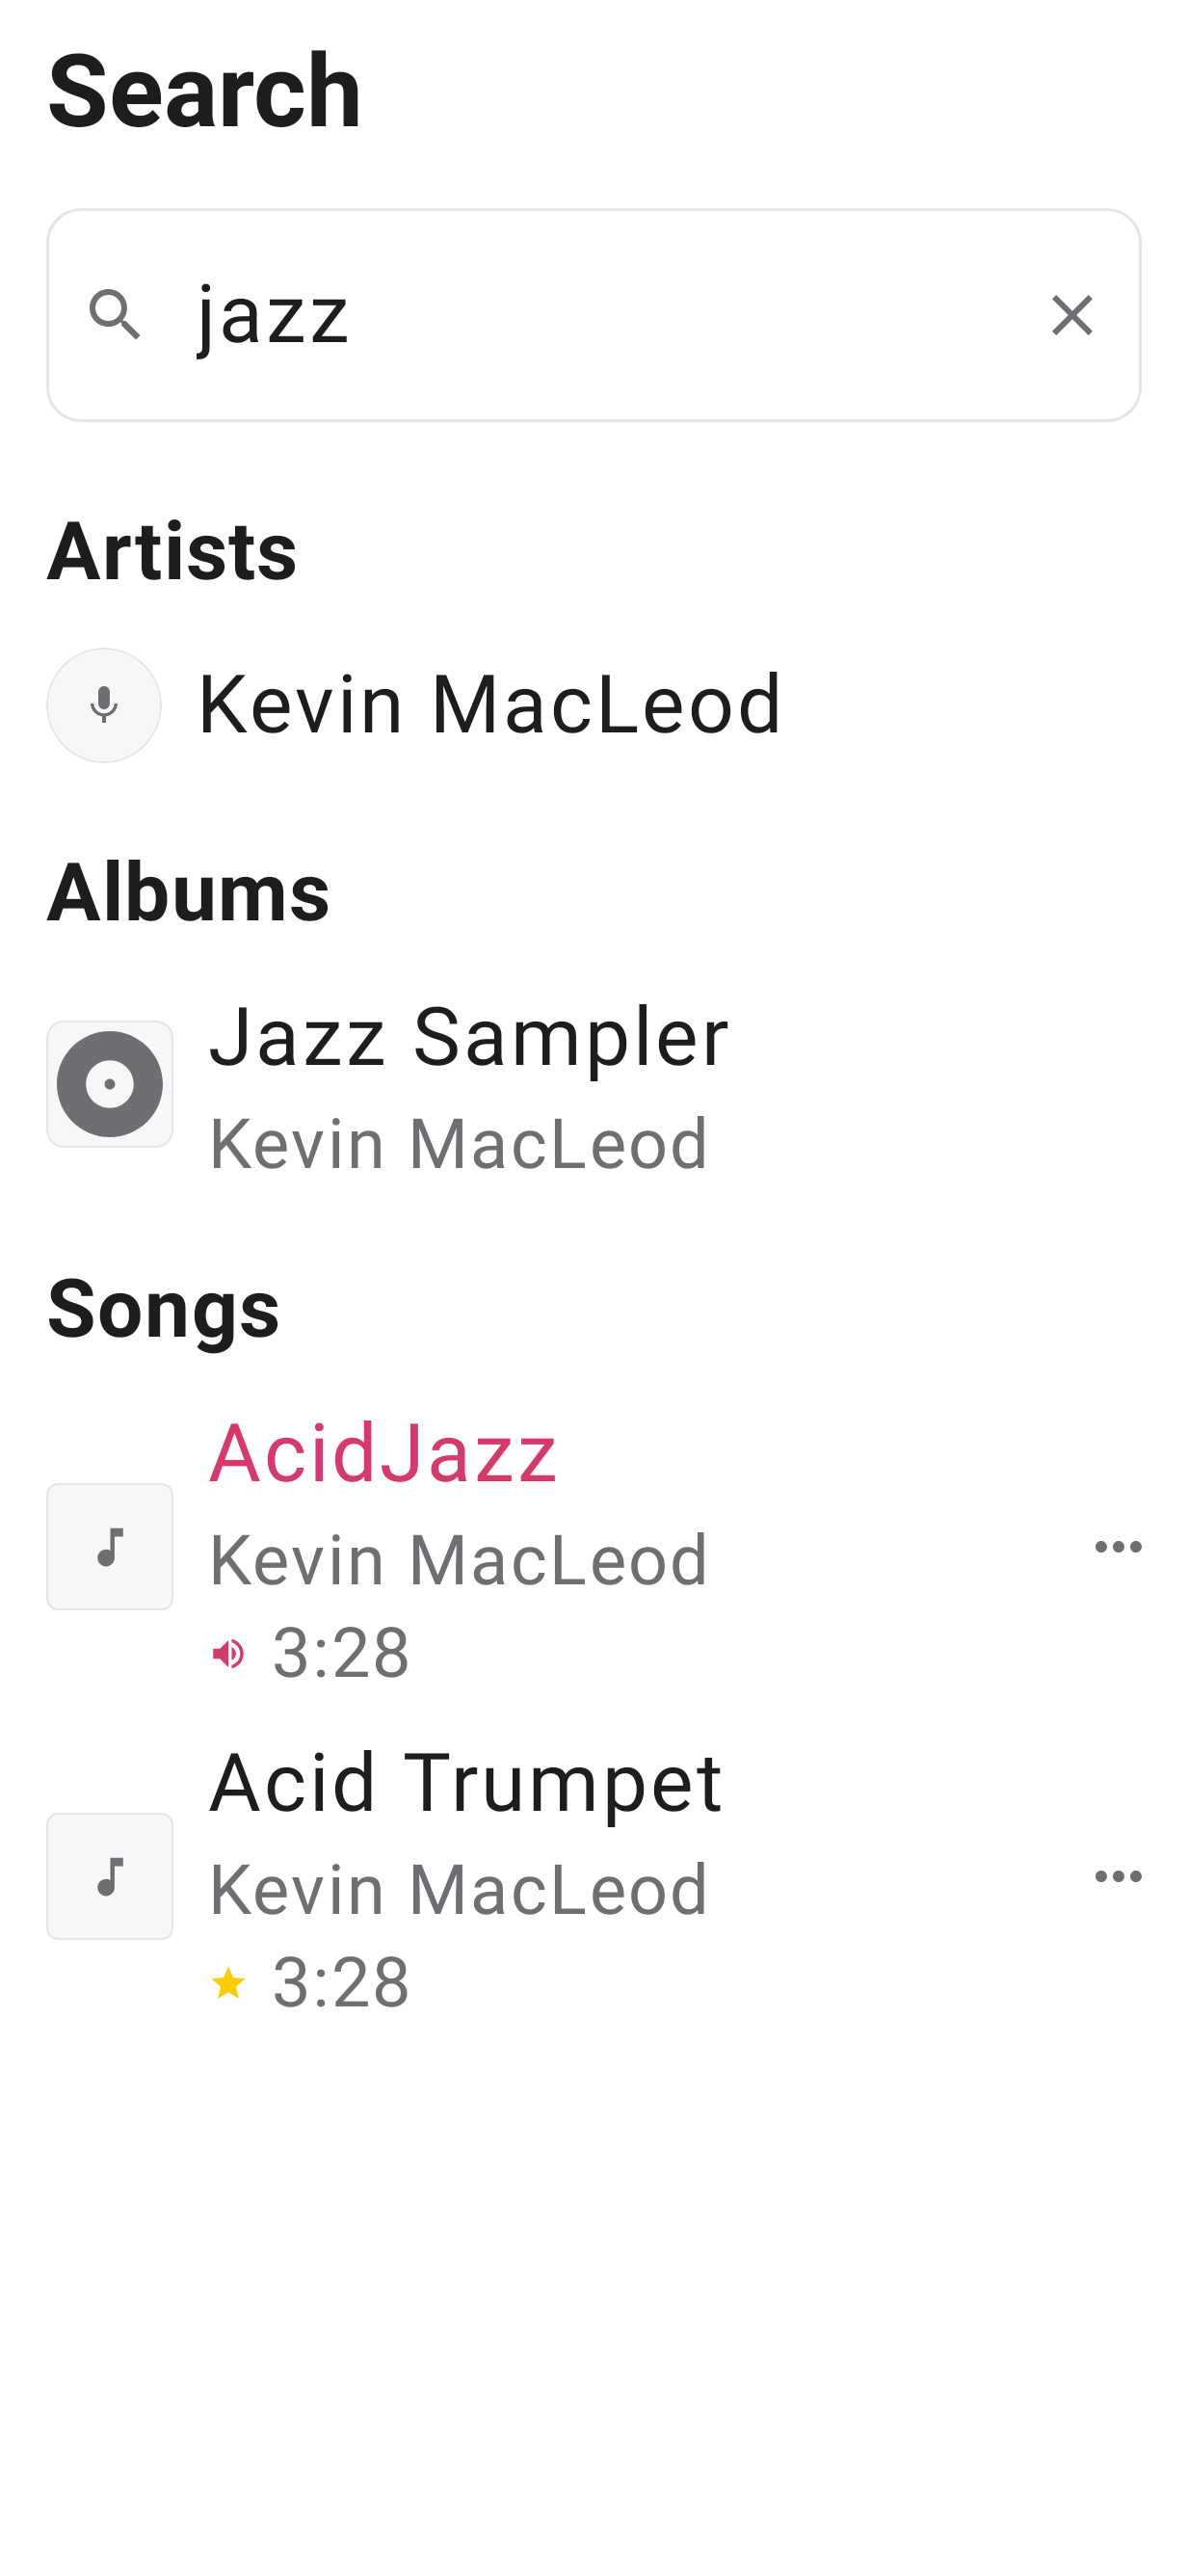 Search
jazz
Artists
Kevin MacLeod
Albums
Jazz Sampler
Kevin MacLeod
Songs
AcidJazz
Kevin MacLeod
3:28
Acid Trumpet
Kevin MacLeod
3:28